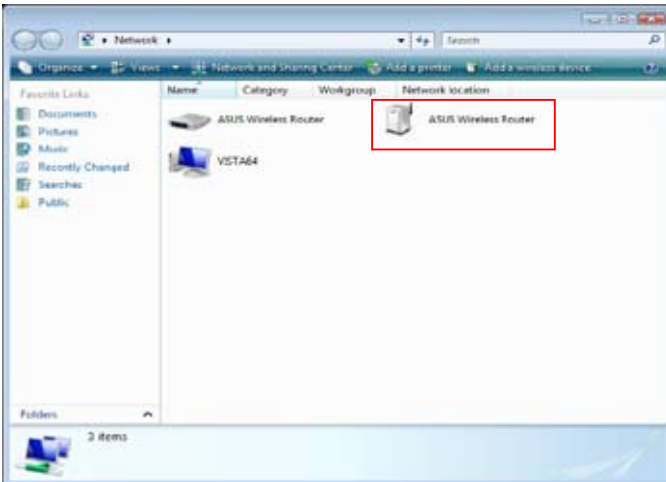 Network
Search
Organize Views Network and Sharing Center Add a printer Add a wireless device
Favorite Links
Name Category Workgroup Network location
Documents
Pictures
Music
Recently Changed
Searches
Public
ASUS Wireless Router
ASUS Wireless Router
VISTA64
Folders
3 items